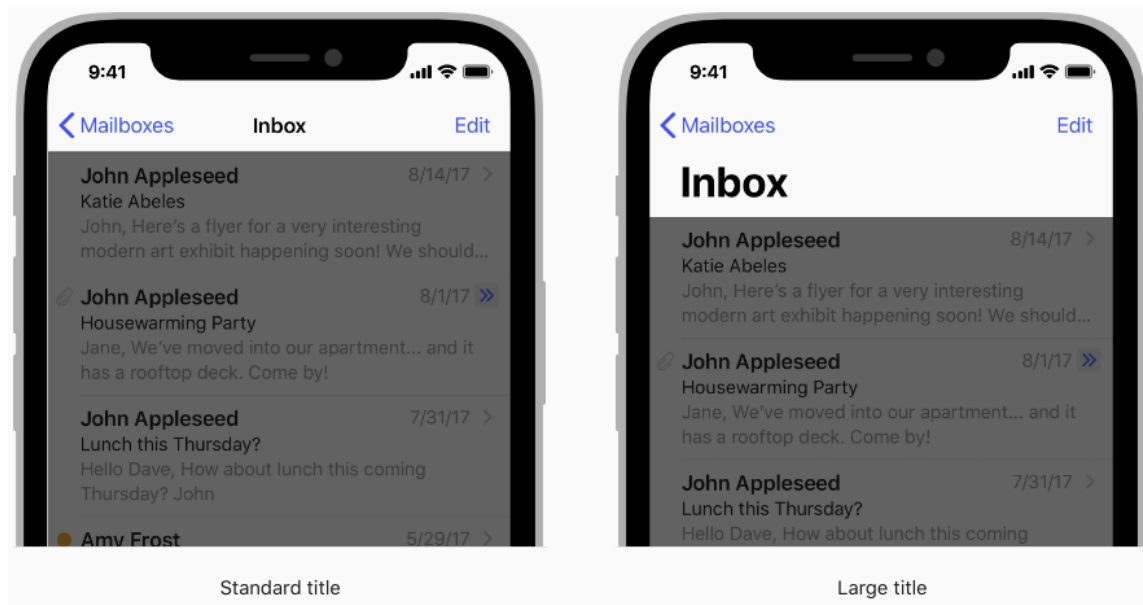 9:41
Mailboxes Inbox Edit
John Appleseed 8/14/17
Katie Abeles
John, Here's a flyer for a very interesting
modern art exhibit happening soon! We should...
John Appleseed 8/1/17
Housewarming Party
Jane, We've moved into our apartment... and it
has a rooftop deck. Come by!
John Appleseed 7/31/17
Lunch this Thursday?
Hello Dave, How about lunch this coming
Thursday? John
Amy Frost 5/29/17
Standard title
9:41
Mailboxes Edit
Inbox
John Appleseed 8/14/17
Katie Abeles
John, Here's a flyer for a very interesting
modern art exhibit happening soon! We should...
John Appleseed 8/1/17
Housewarming Party
Jane, We've moved into our apartment... and it
has a rooftop deck. Come by!
John Appleseed 7/31/17
Lunch this Thursday?
Hello Dave, How about lunch this coming
Large title